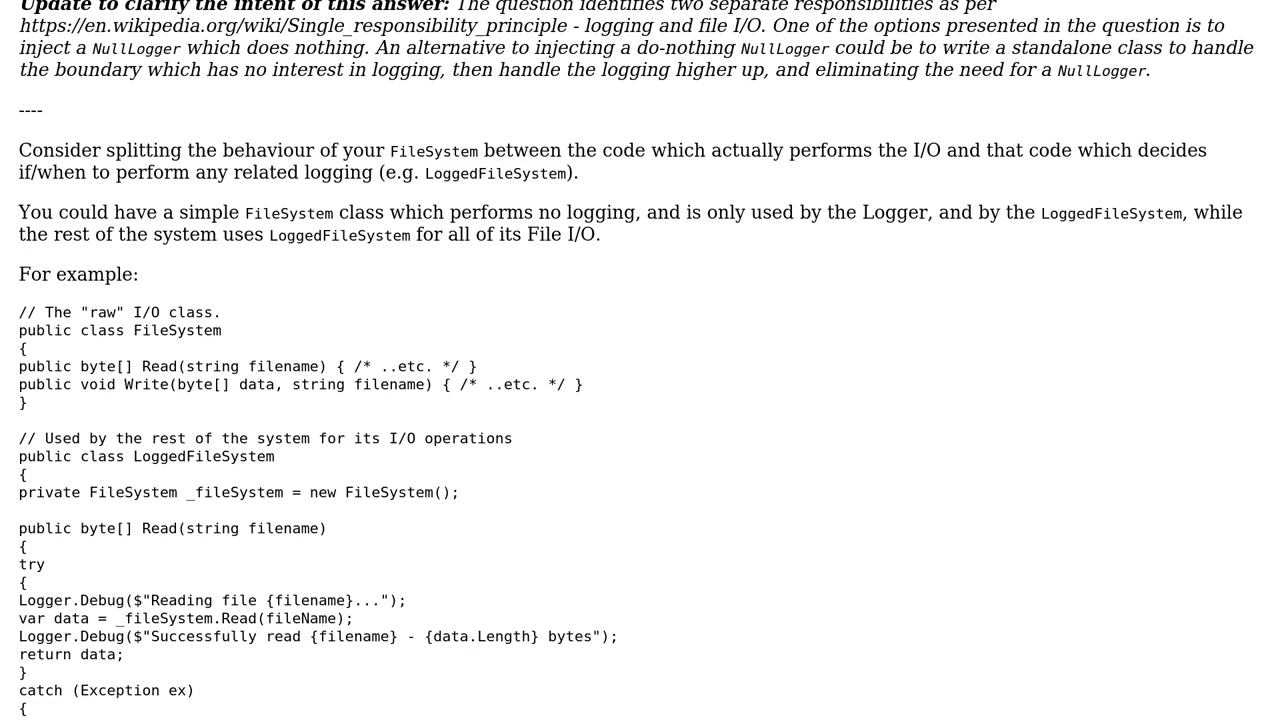 Update to clarify the intent of this answer: The question identifies two separate responsibilities as per
https://en.wikipedia.org/wiki/Single_responsibility_principle - logging and file I/O. One of the options presented in the question is to
inject a NullLogger which does nothing. An alternative to injecting a do-nothing NullLogger could be to write a standalone class to handle
the boundary which has no interest in logging, then handle the logging higher up, and eliminating the need for a NullLogger.
----
Consider splitting the behaviour of your FileSystem between the code which actually performs the I/O and that code which decides
if/when to perform any related logging (e.g. LoggedFileSystem).
You could have a simple FileSystem class which performs no logging, and is only used by the Logger, and by the LoggedFileSystem, while
the rest of the system uses LoggedFileSystem for all of its File I/O.
For example:
// The "raw" I/O class.
public class FileSystem
{
public byte[] Read(string filename) { /* ..etc. */ }
public void Write(byte[] data, string filename) { /* ..etc. */ }
}
// Used by the rest of the system for its I/O operations
public class LoggedFileSystem
{
private FileSystem _fileSystem = new FileSystem();
public byte[] Read(string filename)
{
try
{
Logger.Debug($"Reading file {filename}...");
var data = _fileSystem.Read(fileName);
Logger.Debug($"Successfully read {filename} - {data.Length} bytes");
return data;
}
catch (Exception ex)
{